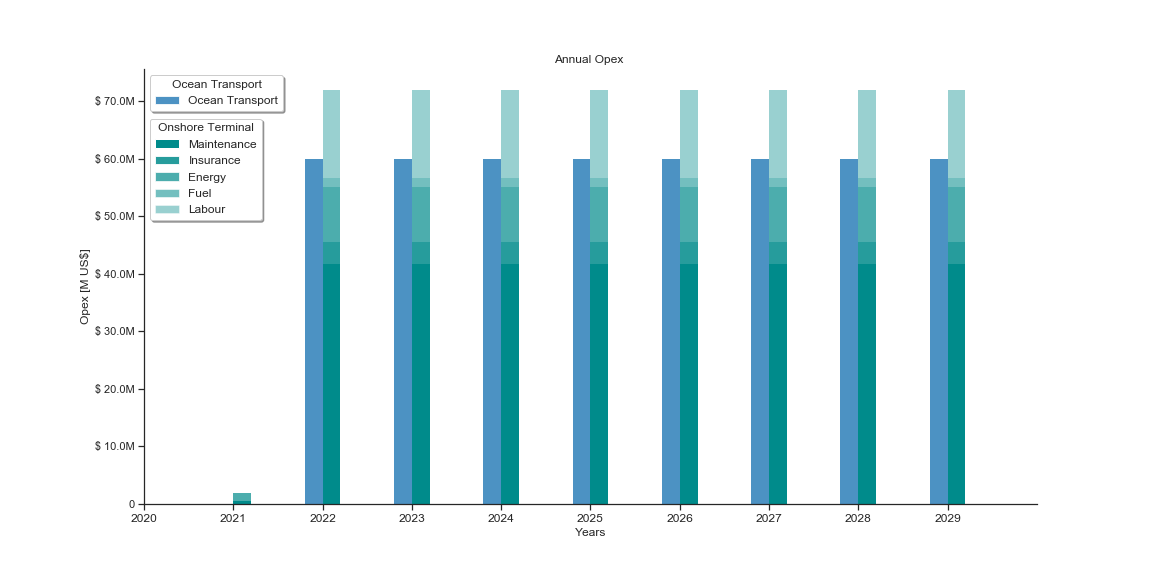 Annual Opex
Ocean Transport
Ocean Transport
Onshore Terminal
Maintenance
Insurance
Energy
Fuel
Labour
Opex [M US$]
$ 70.0M
$ 60.0M
$ 50.0M
$ 40.0M
$ 30.0M
$ 20.0M
$ 10.0M
0
2020 2021 2022 2023 2024 2025 2026 2027 2028 2029
Years